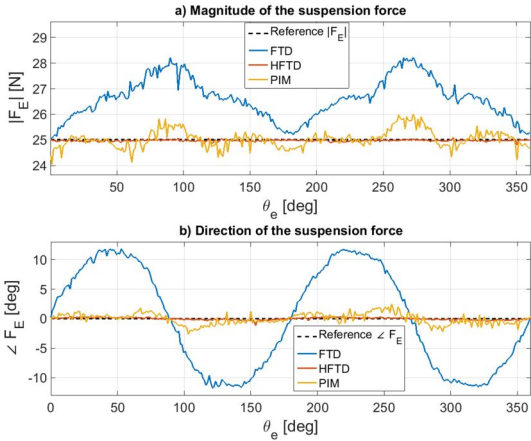 a) Magnitude of the suspension force
|F_E| [N]
29
28
27
26
25
24
Reference |F_E|
FTD
HFTD
PIM
50 100 150 200 250 300 350
θ_e [deg]
b) Direction of the suspension force
∠ F_E [deg]
10
5
0
-5
-10
Reference ∠ F_E
FTD
HFTD
PIM
0 50 100 150 200 250 300 350
θ_e [deg]